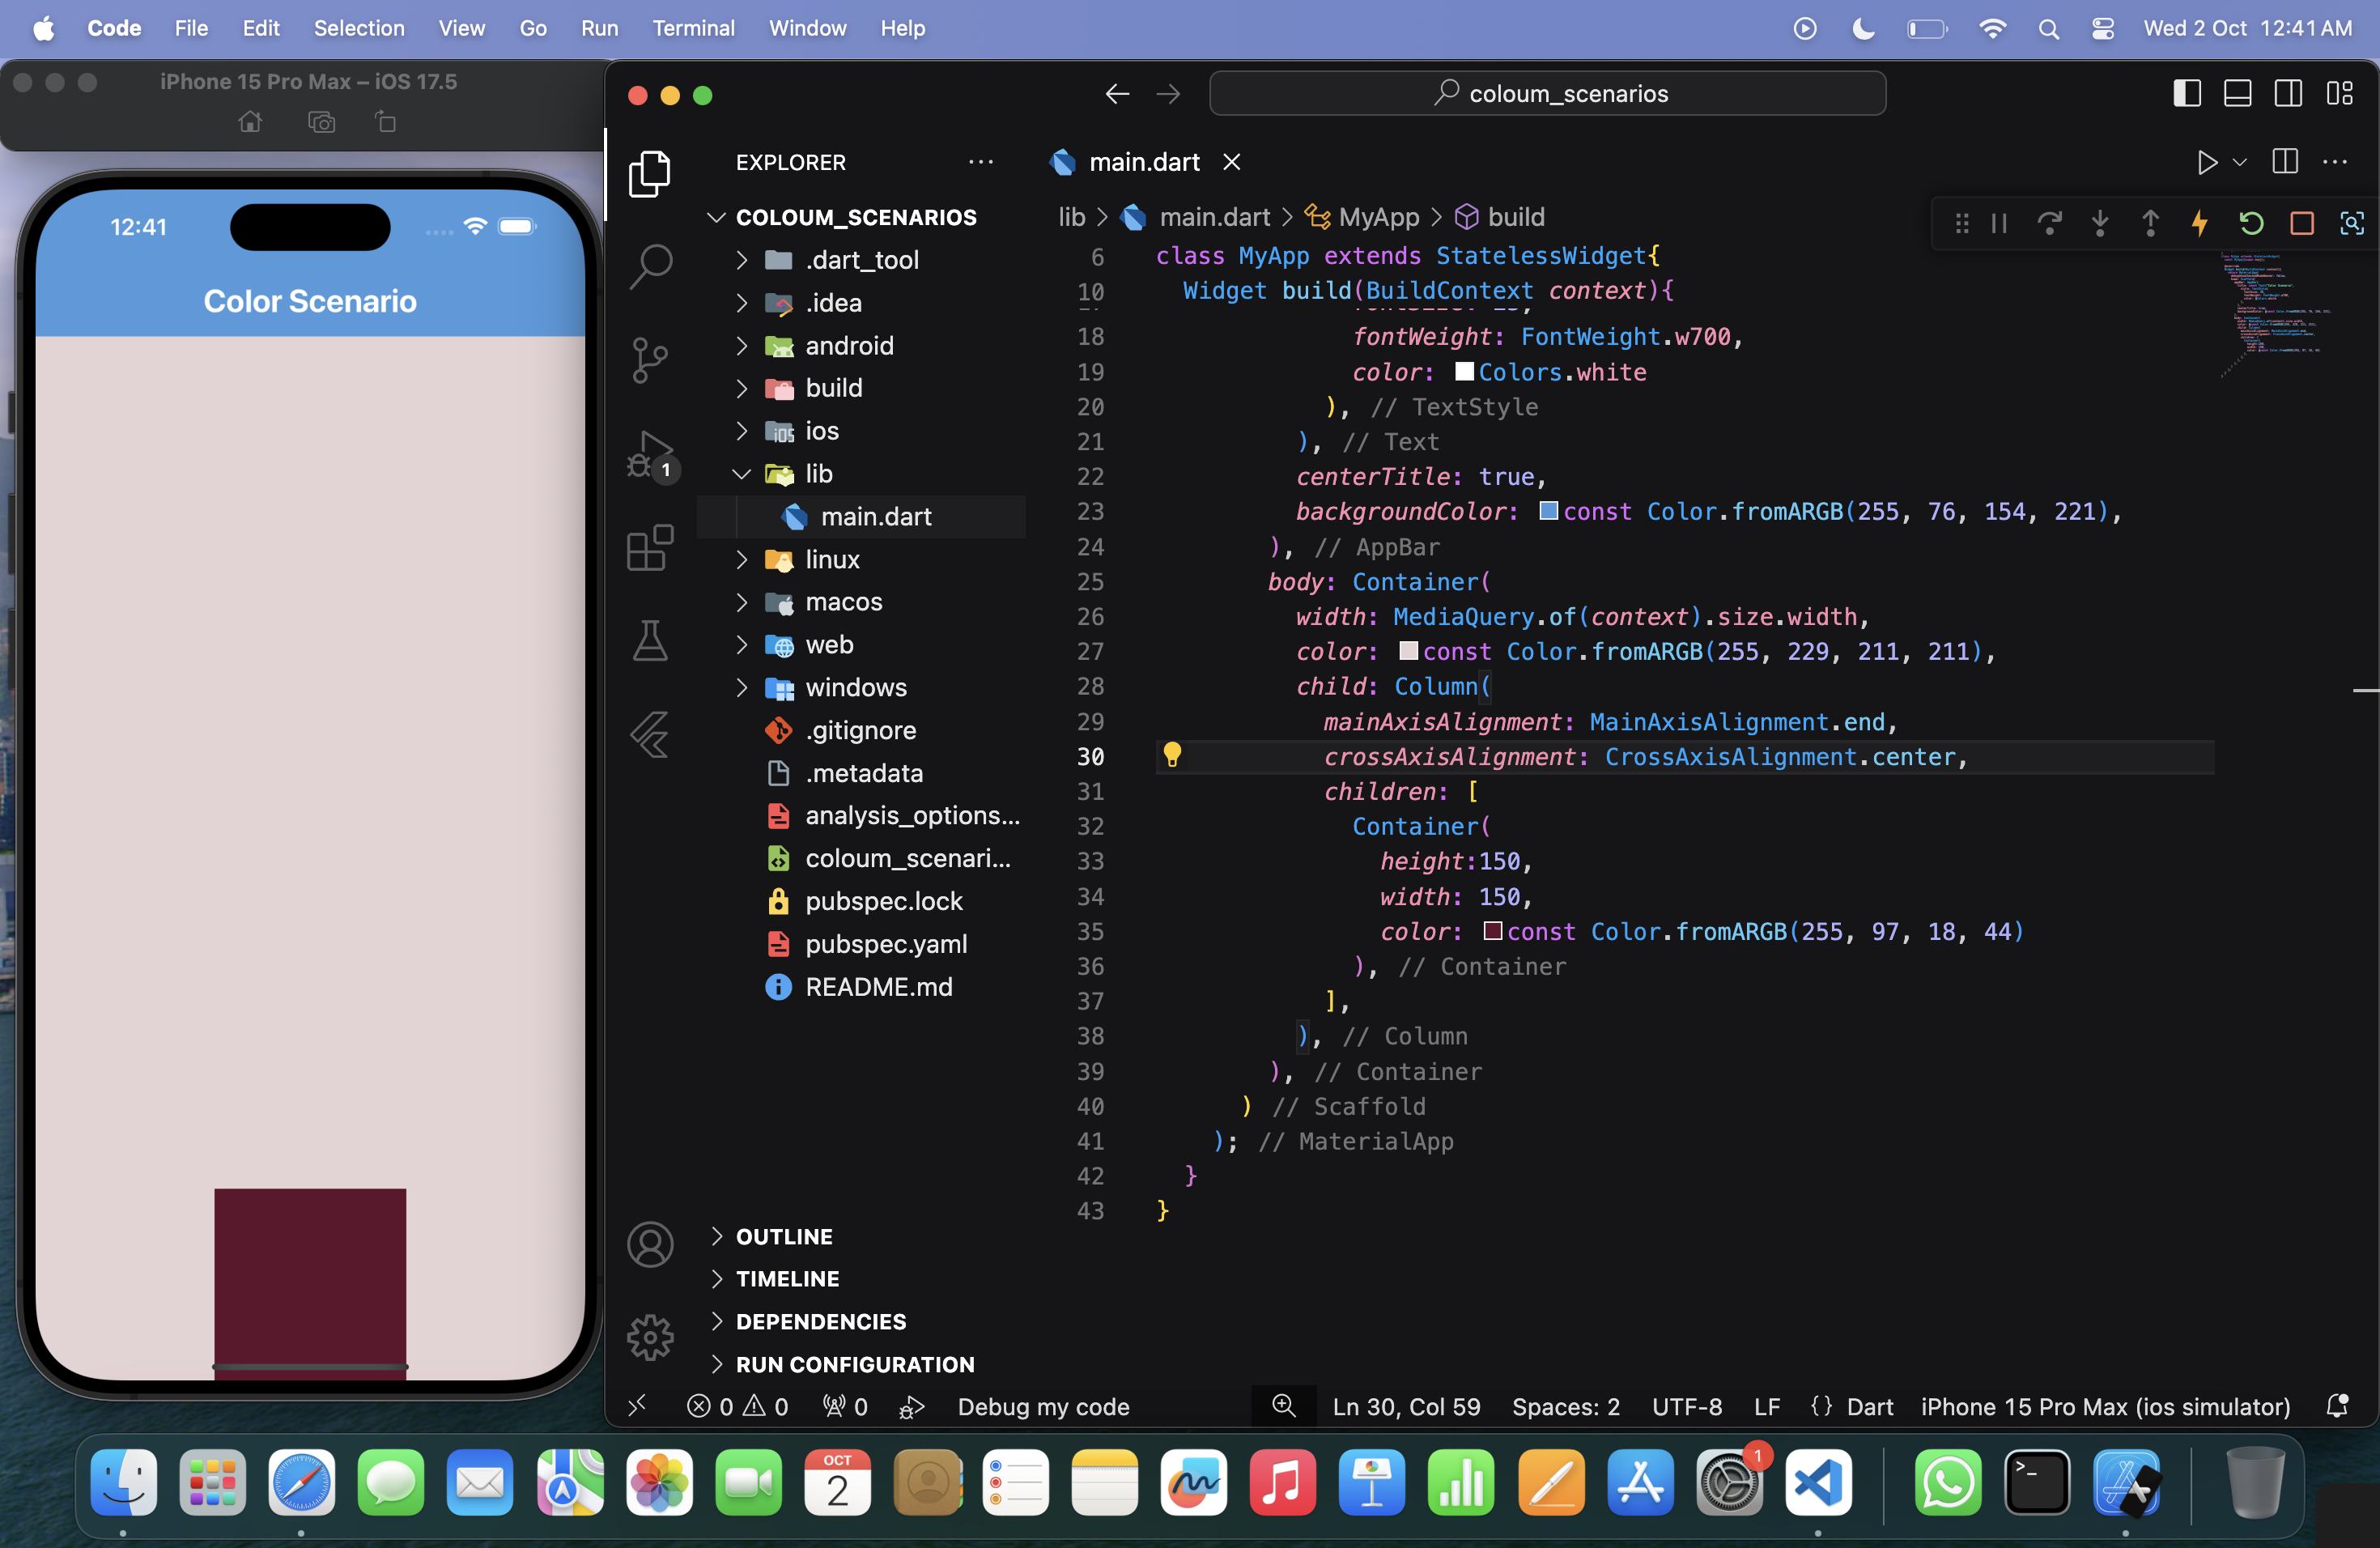 Code File Edit Selection View Go Run Terminal Window Help Wed 2 Oct 12:41 AM
iPhone 15 Pro Max – iOS 17.5
12:41
Color Scenario
coloum_scenarios
EXPLORER
COLOUM_SCENARIOS
.dart_tool
.idea
android
build
ios
lib
main.dart
linux
macos
web
windows
.gitignore
.metadata
analysis_options...
coloum_scenari...
pubspec.lock
pubspec.yaml
README.md
OUTLINE
TIMELINE
DEPENDENCIES
RUN CONFIGURATION
1
main.dart
lib > main.dart > MyApp > build
6 class MyApp extends StatelessWidget{
10 Widget build(BuildContext context){
18 fontWeight: FontWeight.w700,
19 color: Colors.white
20 ), // TextStyle
21 ), // Text
22 centerTitle: true,
23 backgroundColor: const Color.fromARGB(255, 76, 154, 221),
24 ), // AppBar
25 body: Container(
26 width: MediaQuery.of(context).size.width,
27 color: const Color.fromARGB(255, 229, 211, 211),
28 child: Column(
29 mainAxisAlignment: MainAxisAlignment.end,
30 crossAxisAlignment: CrossAxisAlignment.center,
31 children: [
32 Container(
33 height:150,
34 width: 150,
35 color: const Color.fromARGB(255, 97, 18, 44)
36 ), // Container
37 ],
38 ), // Column
39 ), // Container
40 ) // Scaffold
41 ); // MaterialApp
42 }
43 }
0 0 0 Debug my code Ln 30, Col 59 Spaces: 2 UTF-8 LF {} Dart iPhone 15 Pro Max (ios simulator)
OCT
2
1
>_